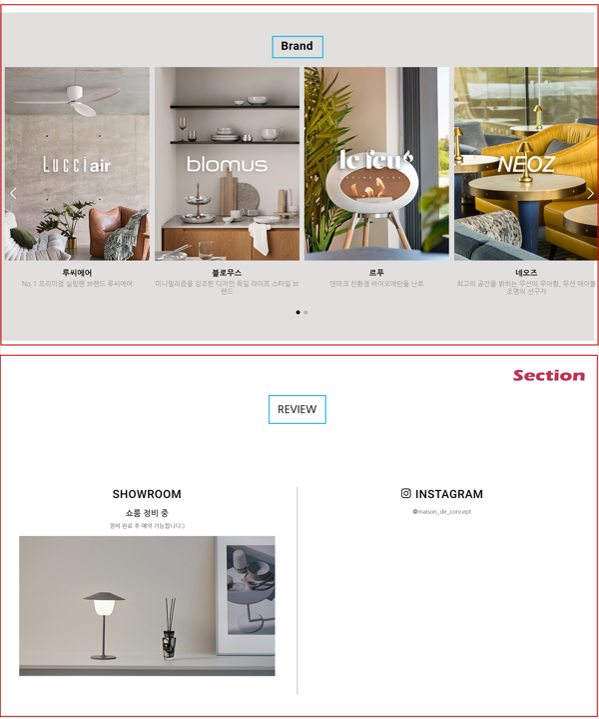 Brand
Lucciair
blomus
le feu
NEOZ
루씨에어
No.1 프리미엄 실링팬 브랜드 루씨에어
블로무스
미니멀리즘을 강조한 디자인 독일 라이프 스타일 브
랜드
르푸
덴마크 친환경 바이오에탄올 난로
네오즈
최고의 공간을 밝히는 무선의 우아함, 무선 테이블
조명의 선구자
Section
REVIEW
SHOWROOM
쇼룸 정비 중
정비 완료 후 예약 가능합니다:)
INSTAGRAM
@maison_de_concept